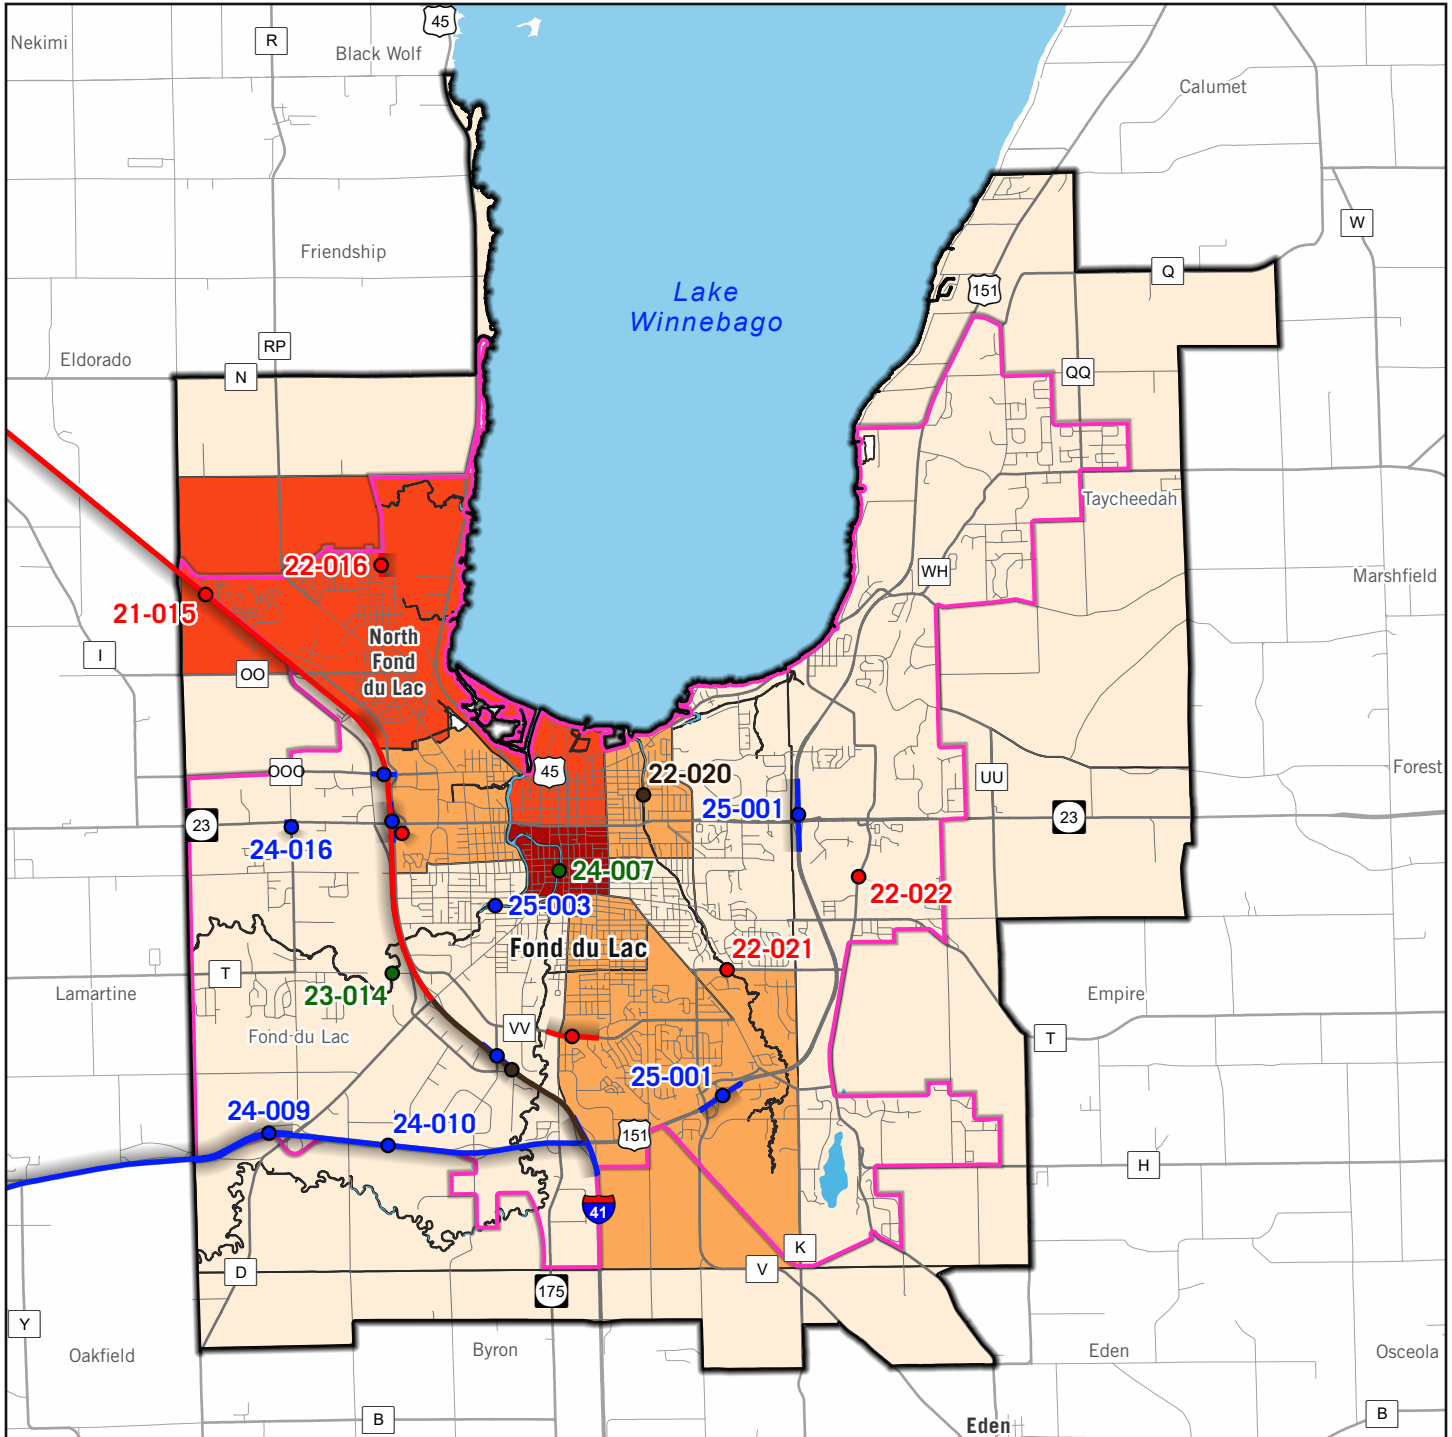 45
Nekimi
R
Black Wolf
Calumet
W
Friendship
Q
151
Lake
Winnebago
RP
Eldorado
N
QQ
Taycheedah
22-016
WH
Marshfield
21-015
North
Fond
du Lac
I
OO
OOO
45
22-020
UU
Forest
23
25-001
23
24-016
24-007
22-022
25-003
Fond du Lac
22-021
T
23-014
Lamartine
Empire
VV
Fond du Lac
T
25-001
24-009
24-010
151
H
41
K
D
V
175
Y
Oakfield
Byron
Eden
Osceola
B
Eden
B